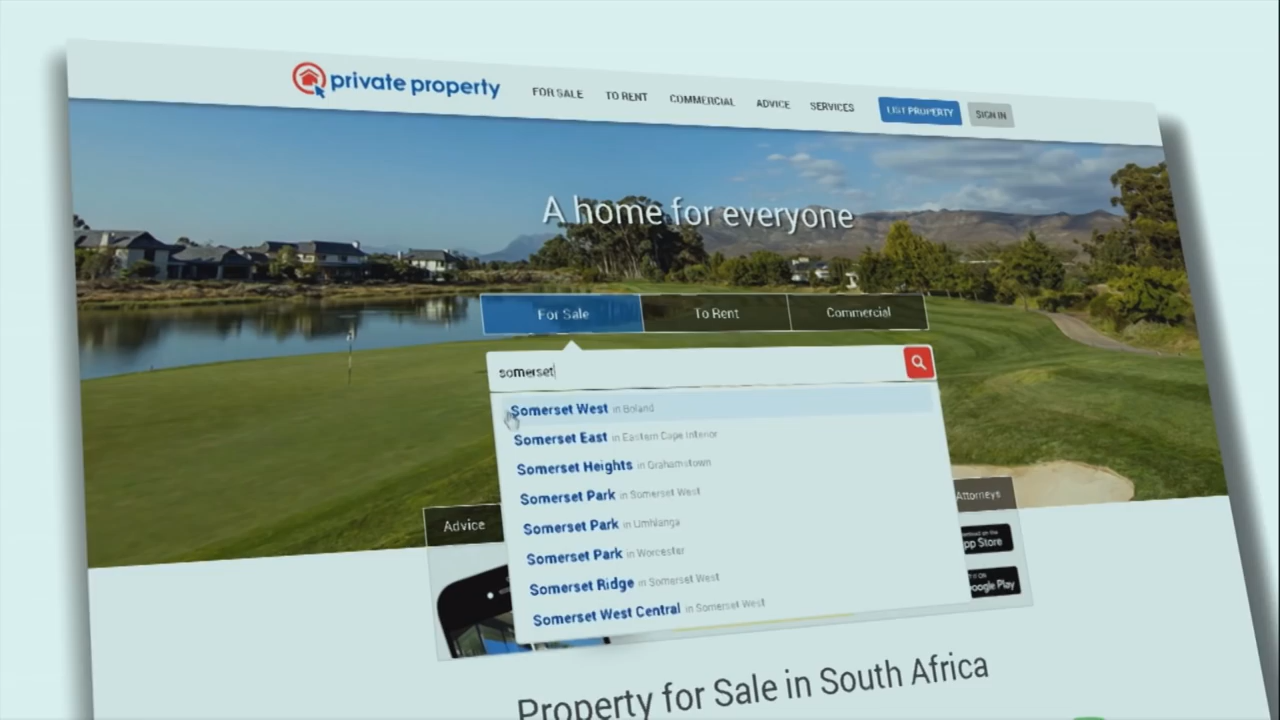 private property
FOR SALE TO RENT COMMERCIAL ADVICE SERVICES LIST PROPERTY SIGN IN
A home for everyone
For Sale To Rent Commercial
somerset
Somerset West in Boland
Somerset East in Eastern Cape Interior
Somerset Heights in Grahamstown
Somerset Park in Somerset West
Somerset Park in Umhlanga
Somerset Park in Worcester
Somerset Ridge in Somerset West
Somerset West Central in Somerset West
Advice
Attorneys
pp Store
oogle Play
Property for Sale in South Africa